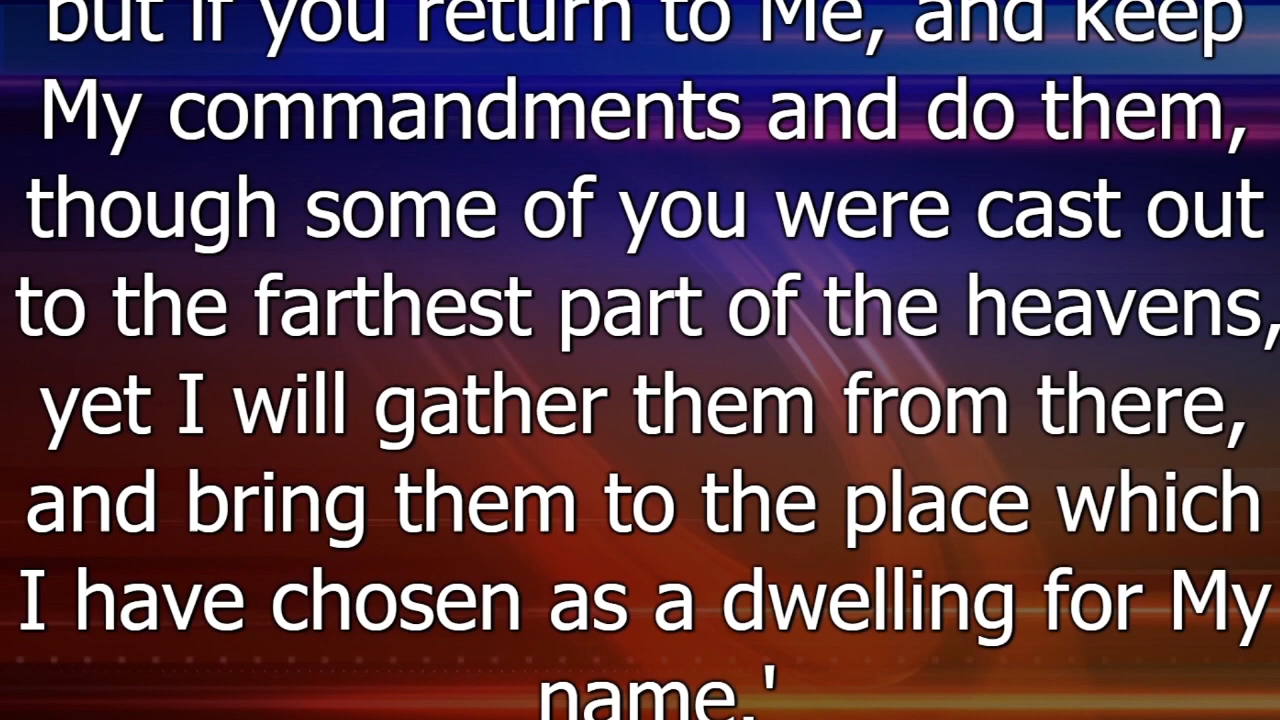 but if you return to Me, and keep
My commandments and do them,
though some of you were cast out
to the farthest part of the heavens,
yet I will gather them from there,
and bring them to the place which
I have chosen as a dwelling for My
name.'